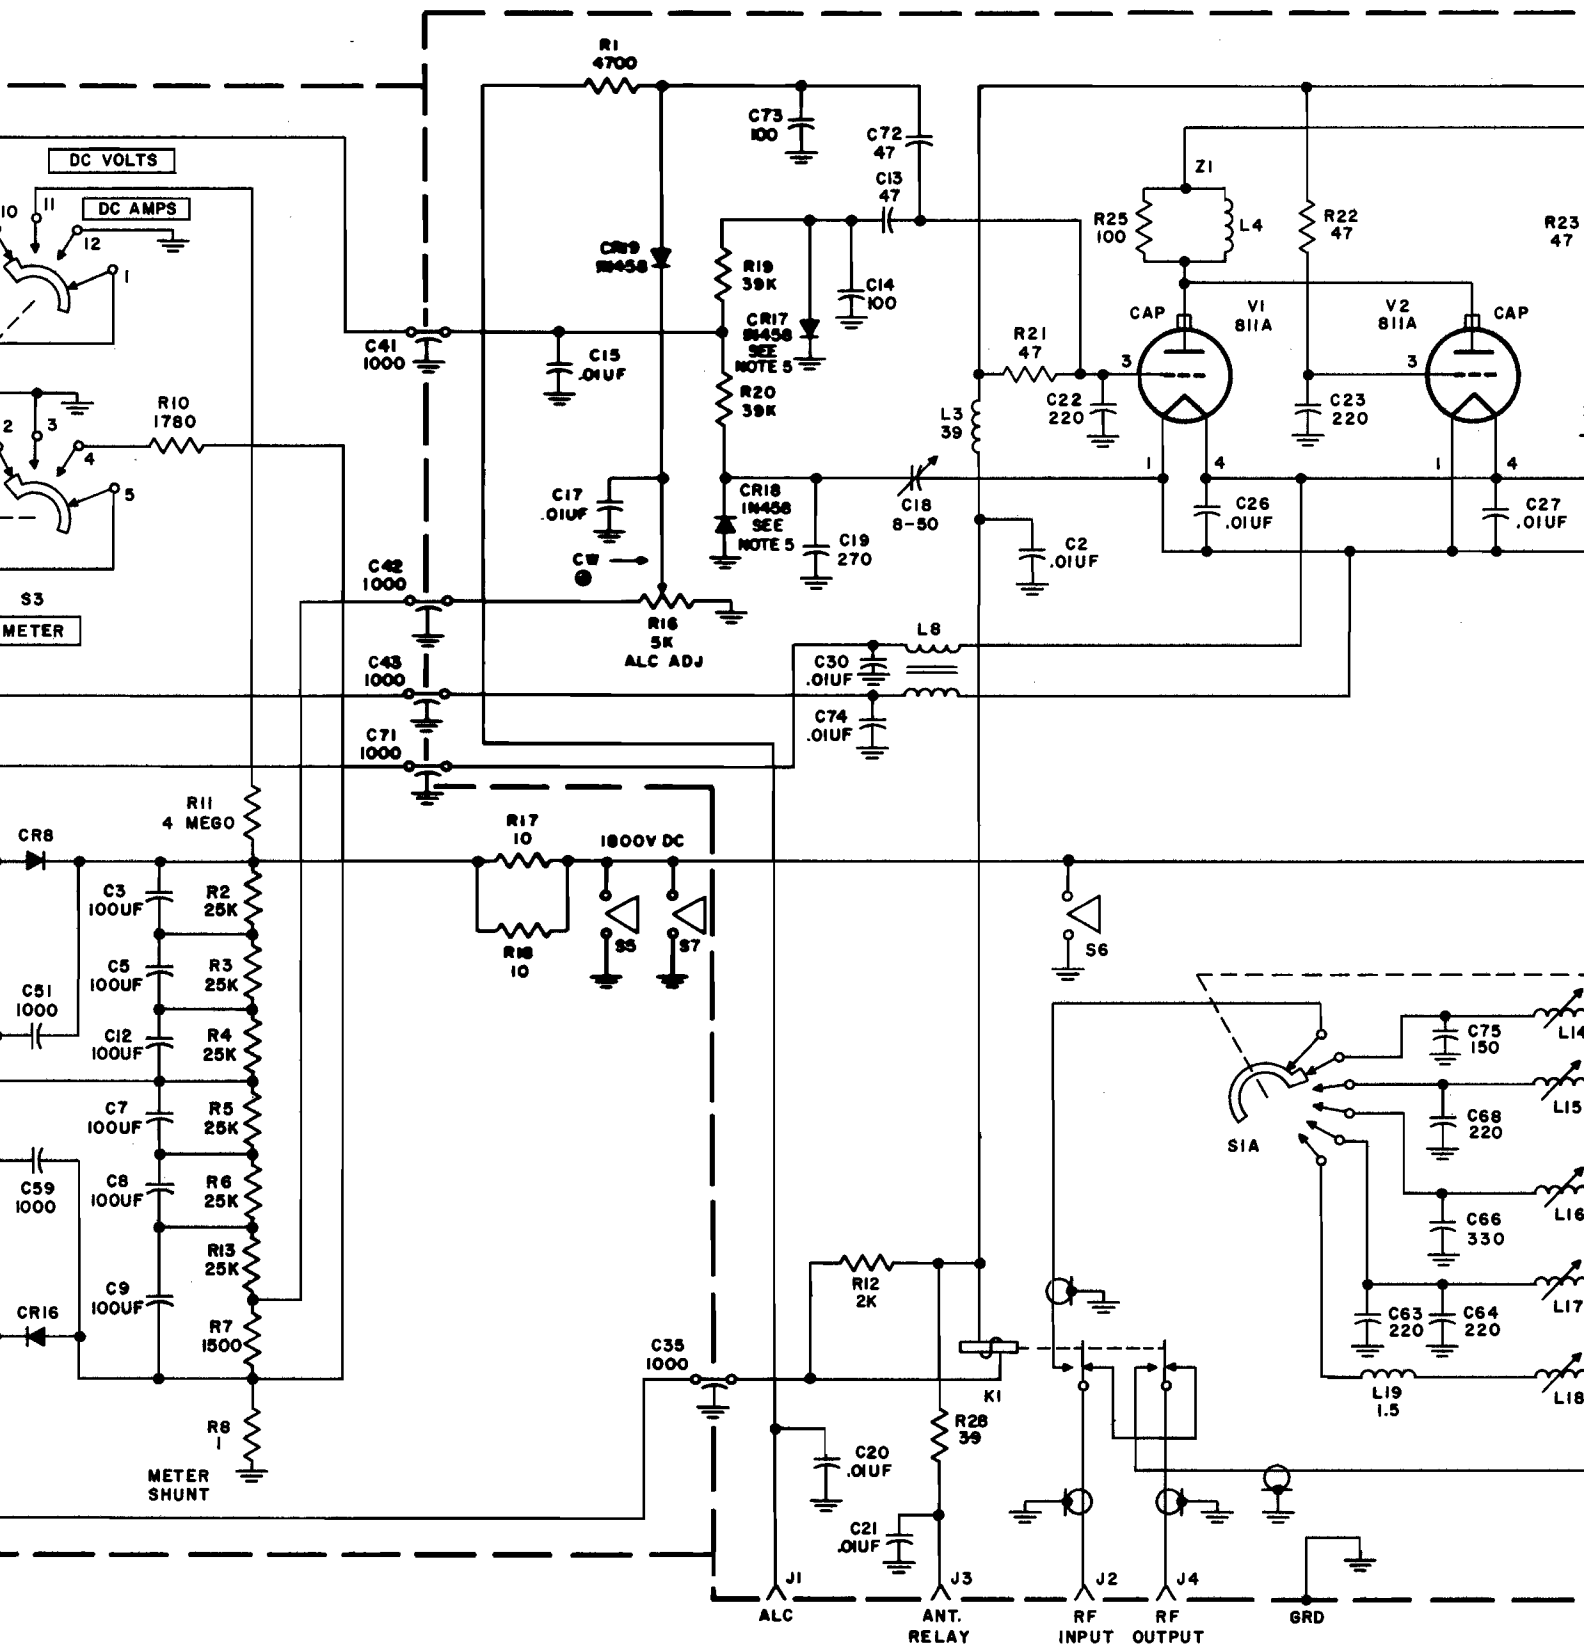 R1
4700
C73
100
C72
47
C13
47
DC VOLTS
Z1
10
11
DC AMPS
12
1
R25
100
L4
R22
47
R23
47
CR19
1N458
R19
39K
C14
100
CR17
1N458
SEE
NOTE 5
CAP
V1
811A
V2
811A
CAP
C41
1000
C15
.01UF
R21
47
3
3
R20
39K
C22
220
C23
220
L3
39
R10
1780
2
3
4
5
1
4
1
4
C17
.01UF
CR18
1N458
SEE
NOTE 5
C18
8-50
C26
.01UF
C27
.01UF
C19
270
C2
.01UF
CW
C42
1000
S3
METER
R16
5K
ALC ADJ
L8
C30
.01UF
C43
1000
C74
.01UF
C71
1000
R11
4 MEGO
CR8
R17
10
1800V DC
C3
100UF
R2
25K
R18
10
S5
S7
S6
C5
100UF
R3
25K
C51
1000
C12
100UF
R4
25K
C75
150
L14
C7
100UF
R5
25K
L15
C68
220
S1A
C59
1000
C8
100UF
R6
25K
C66
330
L16
R13
25K
R12
2K
C9
100UF
CR16
R7
1500
C63
220
C64
220
L17
C35
1000
K1
L19
1.5
L18
R8
1
R28
39
METER
SHUNT
C20
.01UF
C21
.01UF
J1
J3
J2
J4
ALC
ANT.
RELAY
RF
INPUT
RF
OUTPUT
GRD